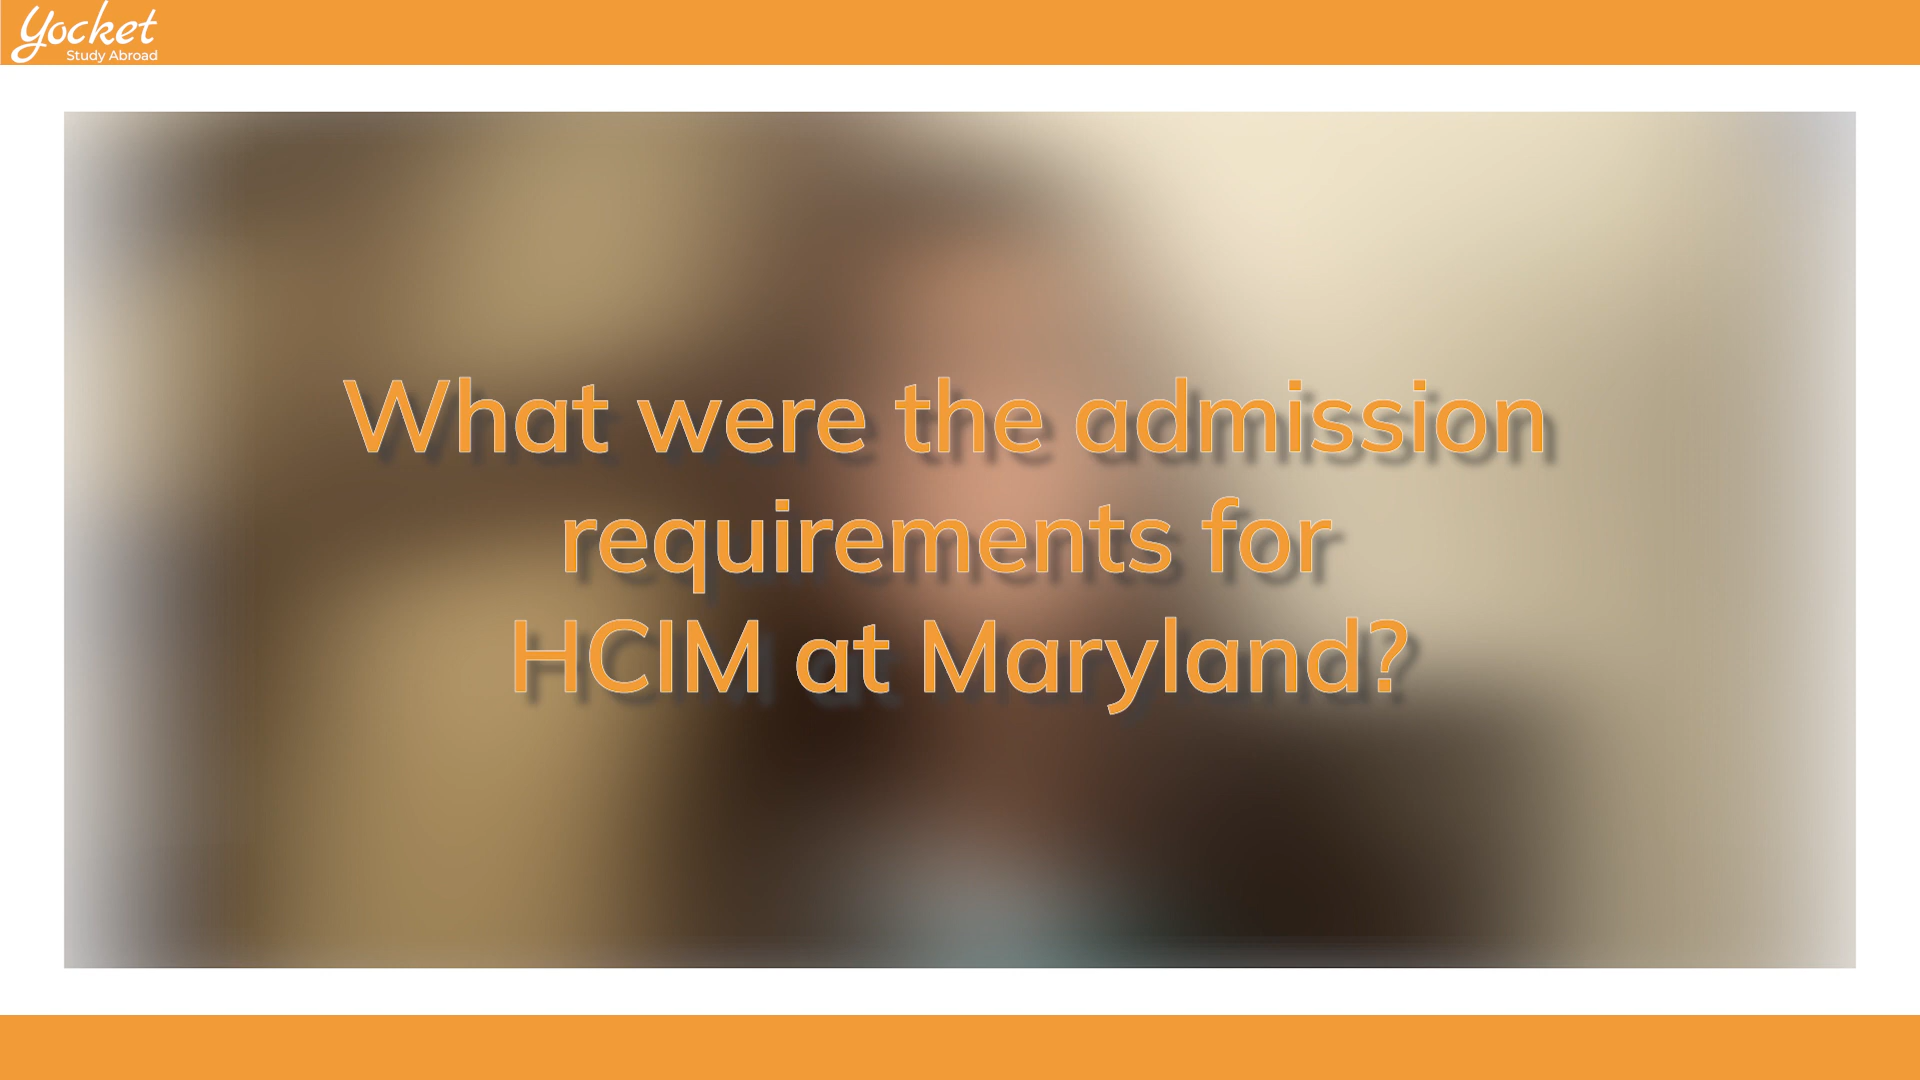 Yocket
Study Abroad
What were the admission
requirements for
HCIM at Maryland?